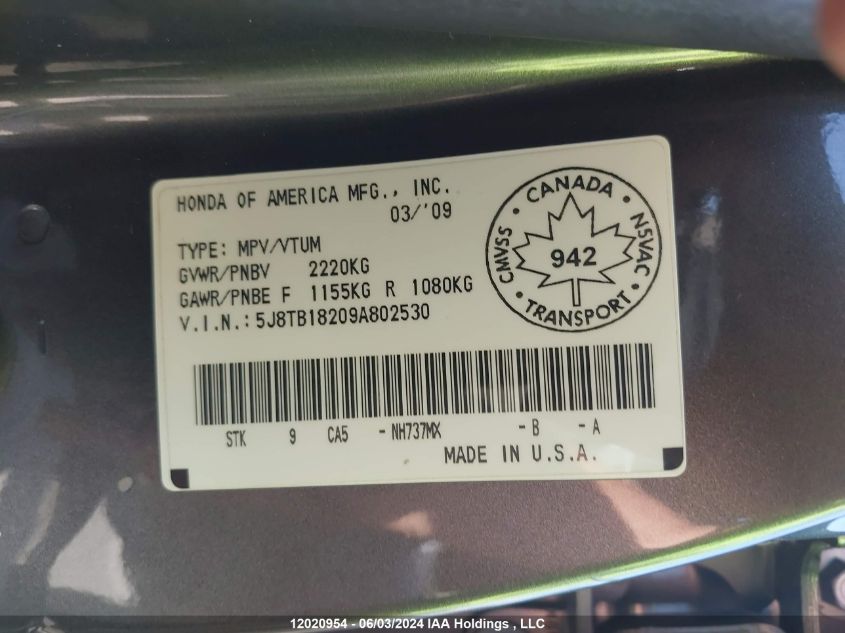 HONDA OF AMERICA MFG., INC.
03/'09
TYPE: MPV/VTUM
GVWR/PNBV 2220KG
GAWR/PNBE F 1155KG R 1080KG
V.I.N.:5J8TB18209A802530
CMVSS • CANADA • NSVAC
942
• TRANSPORT •
STK 9 CA5 -NH737MX -B -A
MADE IN U.S.A.
12020954 - 06/03/2024 IAA Holdings , LLC